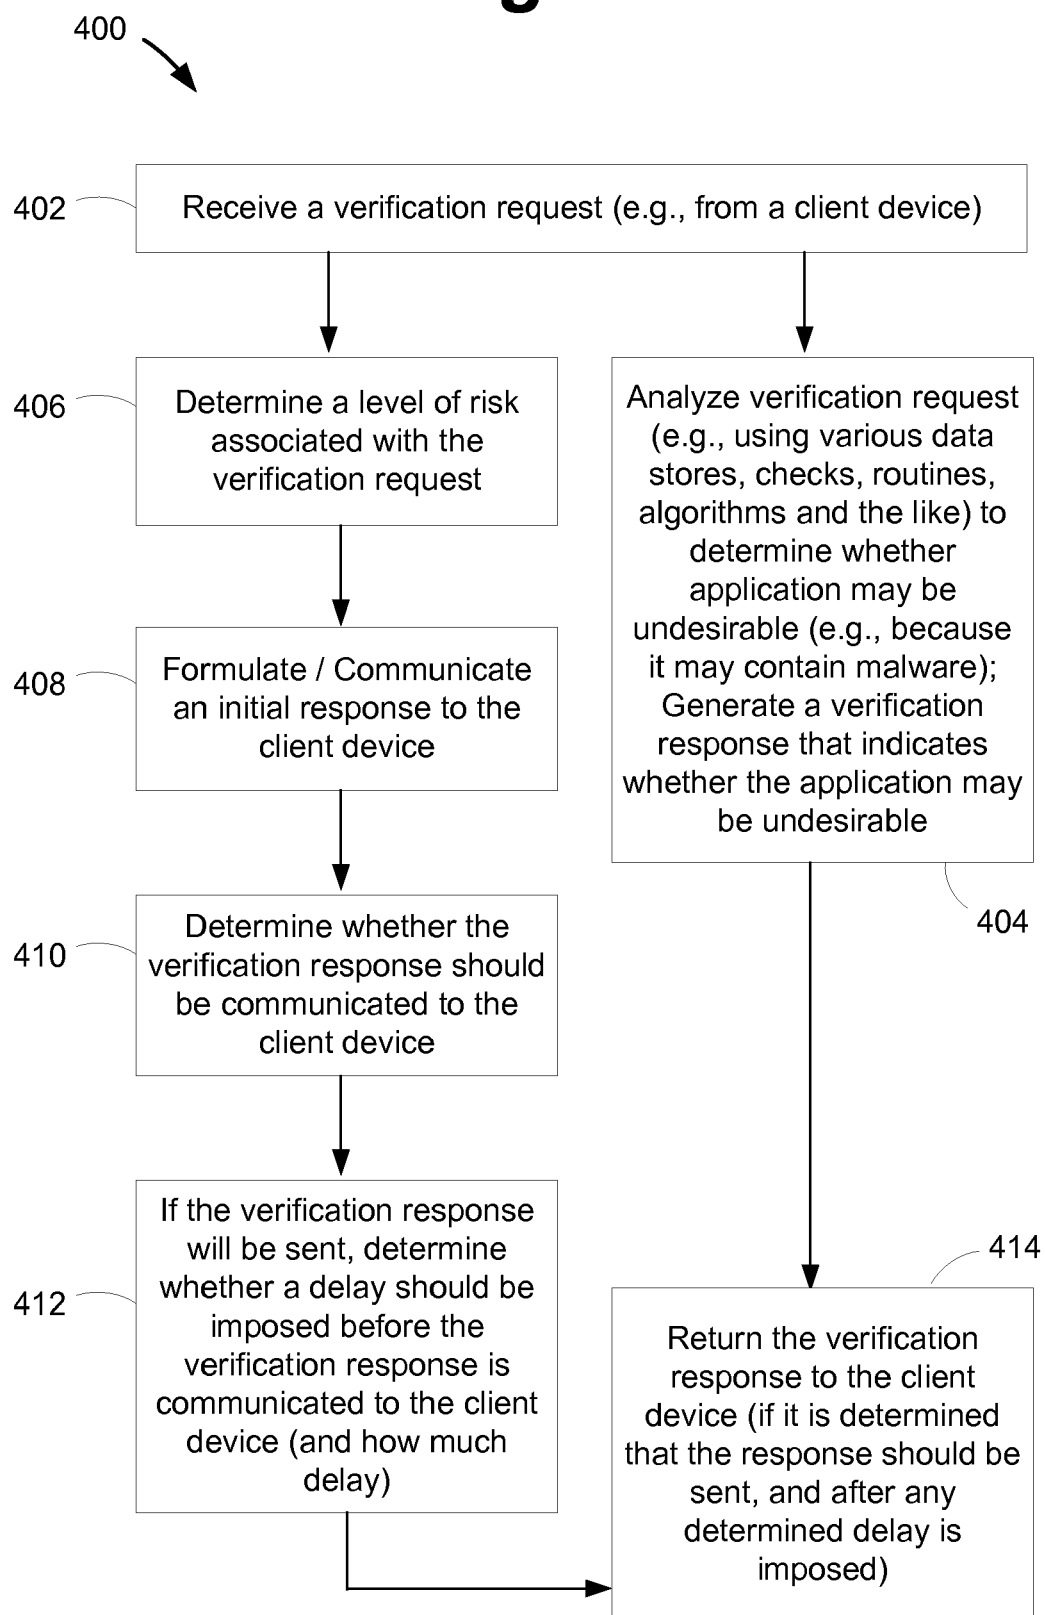 400
402
Receive a verification request (e.g., from a client device)
406
Determine a level of risk
associated with the
verification request
Analyze verification request
(e.g., using various data
stores, checks, routines,
algorithms and the like) to
determine whether
application may be
undesirable (e.g., because
it may contain malware);
Generate a verification
response that indicates
whether the application may
be undesirable
404
408
Formulate / Communicate
an initial response to the
client device
410
Determine whether the
verification response should
be communicated to the
client device
412
If the verification response
will be sent, determine
whether a delay should be
imposed before the
verification response is
communicated to the client
device (and how much
delay)
414
Return the verification
response to the client
device (if it is determined
that the response should be
sent, and after any
determined delay is
imposed)